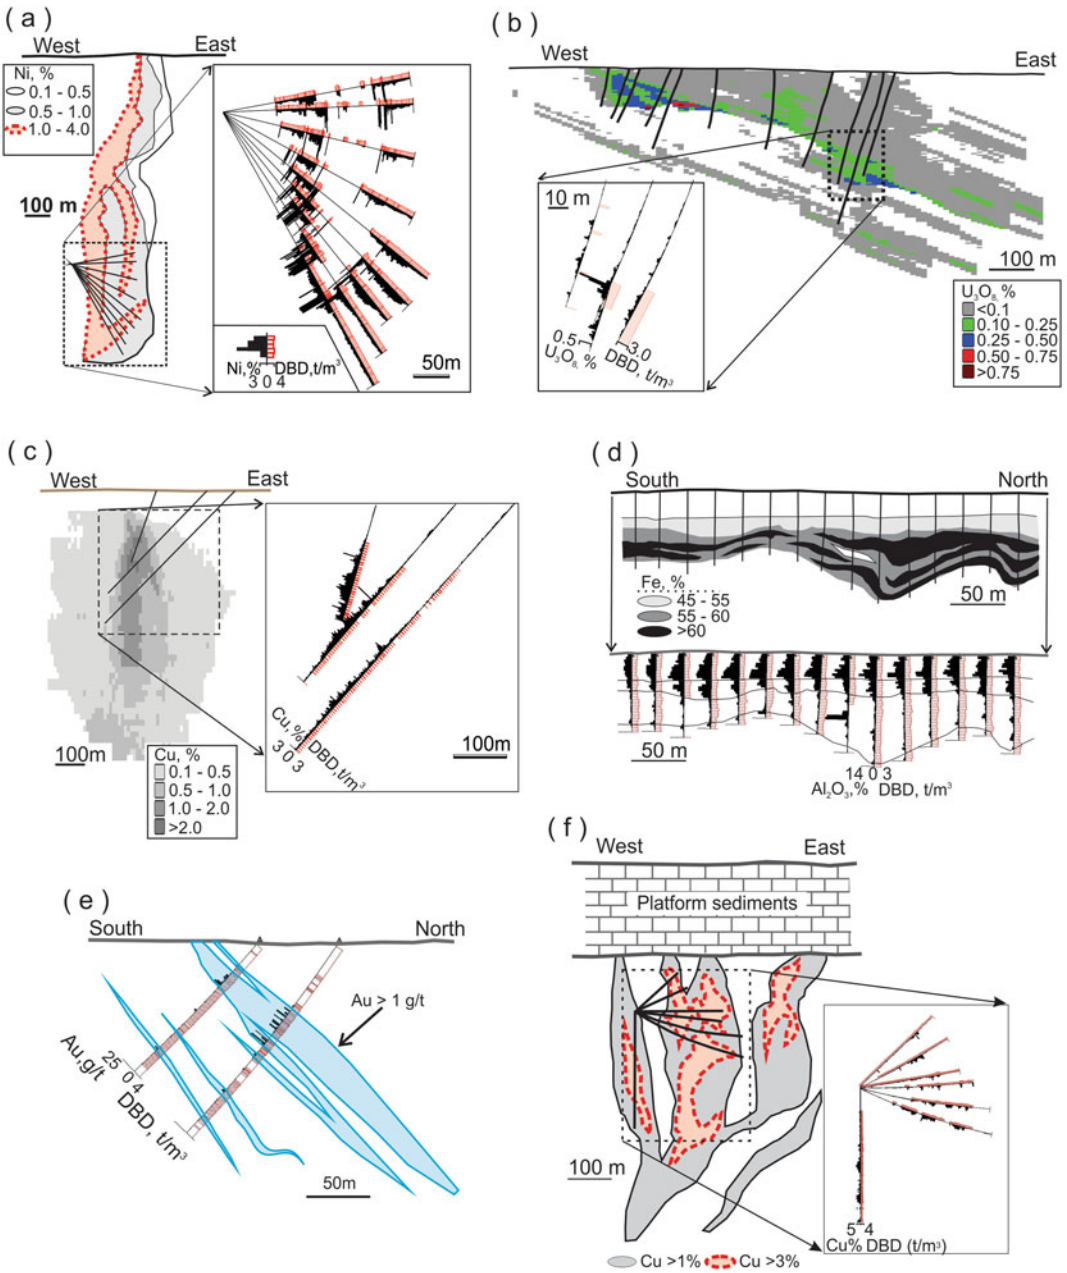 ( a )
West
East
Ni, %
0.1 - 0.5
0.5 - 1.0
1.0 - 4.0
100 m
Ni,% DBD,t/m³
3 0 4
50m
( b )
West
East
10 m
0.5
U₃O₈, %
3.0
DBD, t/m³
100 m
U₃O₈, %
<0.1
0.10 - 0.25
0.25 - 0.50
0.50 - 0.75
>0.75
( c )
West
East
100m
Cu, %
0.1 - 0.5
0.5 - 1.0
1.0 - 2.0
>2.0
Cu,% DBD,t/m³
3 0 3
100m
( d )
South
North
Fe, %
45 - 55
55 - 60
>60
50 m
50 m
14 0 3
Al₂O₃,% DBD, t/m³
( e )
South
North
Au > 1 g/t
Au,g/t
25 0 4
DBD, t/m³
50m
( f )
West
East
Platform sediments
100 m
5 4
Cu% DBD (t/m³)
Cu >1%
Cu >3%